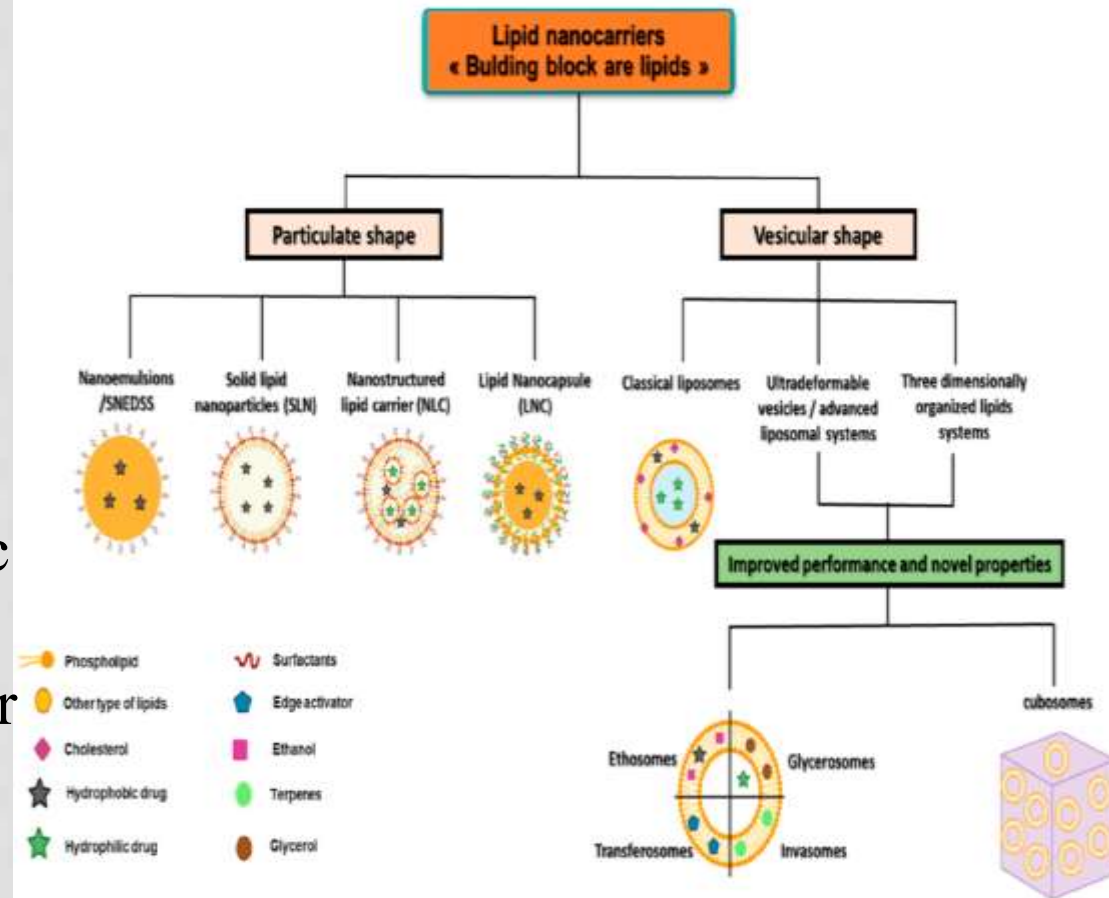 Lipid nanocarriers
« Bulding block are lipids »
Particulate shape
Vesicular shape
Nanoemulsions
/SNEDSS
Solid lipid
nanoparticles (SLN)
Nanostructured
lipid carrier (NLC)
Lipid Nanocapsule
(LNC)
Classical liposomes
Ultradeformable
vesicles / advanced
liposomal systems
Three dimensionally
organized lipids
systems
Improved performance and novel properties
c
r
Phospholipid
Other type of lipids
Cholesterol
Hydrophobic drug
Hydrophilic drug
Surfactants
Edge activator
Ethanol
Terpenes
Glycerol
Ethosomes
Glycerosomes
Transferosomes
Invasomes
cubosomes